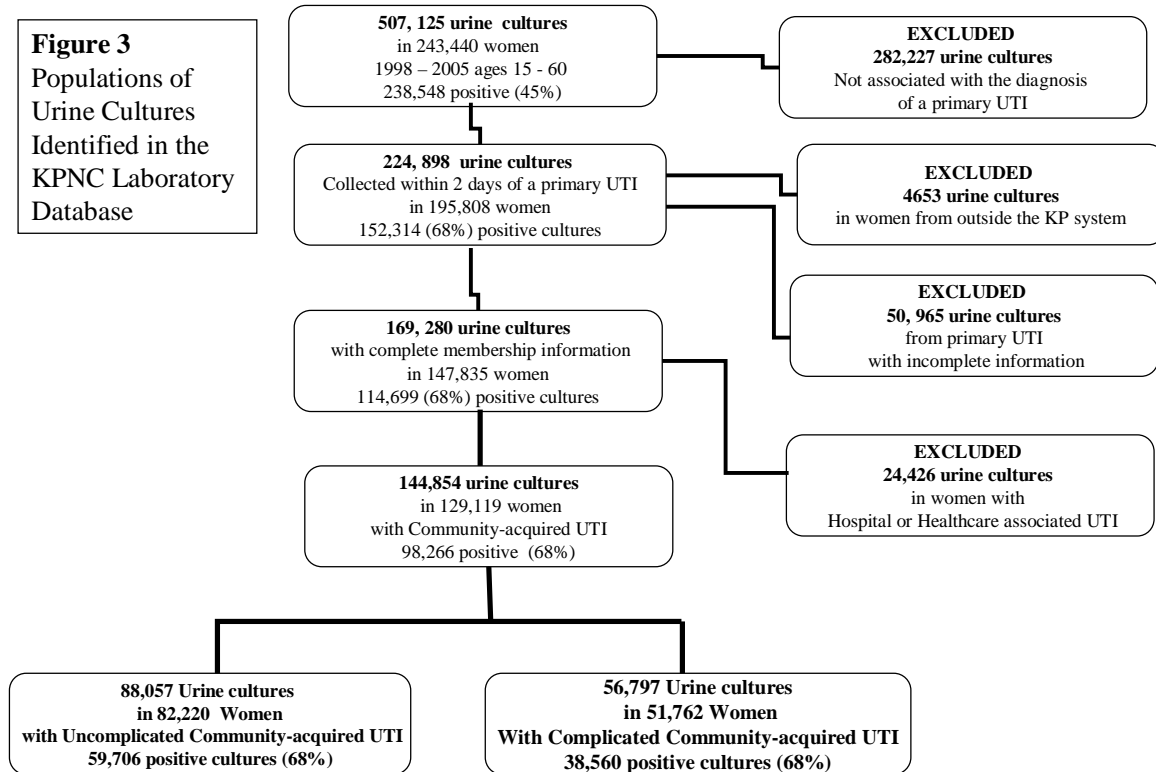 Figure 3
Populations of
Urine Cultures
Identified in the
KPNC Laboratory
Database
507, 125 urine cultures
in 243,440 women
1998 – 2005 ages 15 - 60
238,548 positive (45%)
EXCLUDED
282,227 urine cultures
Not associated with the diagnosis
of a primary UTI
224, 898 urine cultures
Collected within 2 days of a primary UTI
in 195,808 women
152,314 (68%) positive cultures
EXCLUDED
4653 urine cultures
in women from outside the KP system
EXCLUDED
50, 965 urine cultures
from primary UTI
with incomplete information
169, 280 urine cultures
with complete membership information
in 147,835 women
114,699 (68%) positive cultures
EXCLUDED
24,426 urine cultures
in women with
Hospital or Healthcare associated UTI
144,854 urine cultures
in 129,119 women
with Community-acquired UTI
98,266 positive (68%)
88,057 Urine cultures
in 82,220 Women
with Uncomplicated Community-acquired UTI
59,706 positive cultures (68%)
56,797 Urine cultures
in 51,762 Women
With Complicated Community-acquired UTI
38,560 positive cultures (68%)